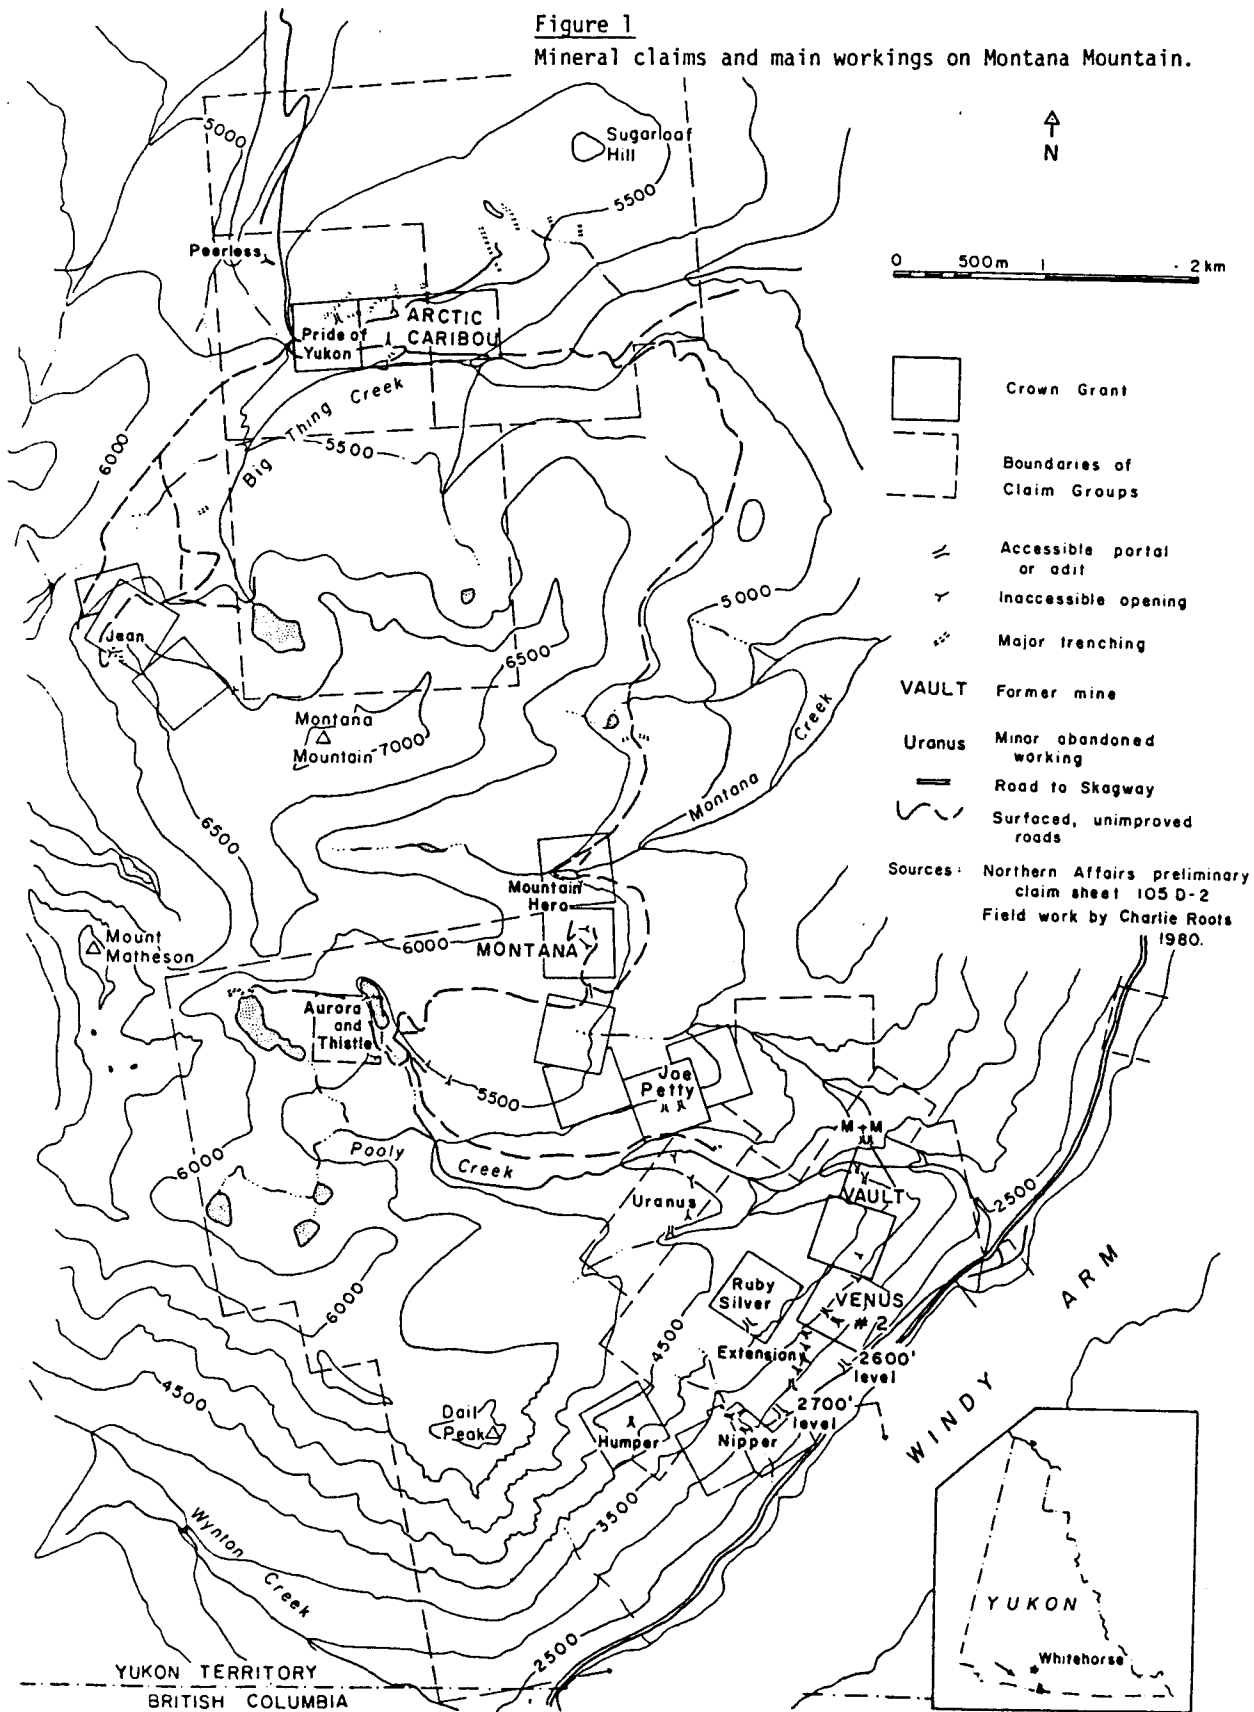 Figure 1
Mineral claims and main workings on Montana Mountain.
N
5000
Sugarloaf
Hill
5500
Peerless
0 500m 1 2 km
ARCTIC
CARIBOU
Pride of
Yukon
Big Thing Creek
5500
6000
Crown Grant
Boundaries of
Claim Groups
Accessible portal
or adit
Inaccessible opening
Major trenching
VAULT Former mine
Uranus Minor abandoned
working
Road to Skagway
Surfaced, unimproved
roads
Sources: Northern Affairs preliminary
claim sheet 105 D-2
Field work by Charlie Roots
1980.
5000
Jean
6500
Montana
Mountain
7000
Montana Creek
6500
Mountain
Hero
Mount
Matheson
6000
MONTANA
Aurora
and
Thistle
5500
Joe
Petty
M+M
Pooly Creek
6000
VAULT
Uranus
2500
Ruby
Silver
VENUS
# 2
6000
4500
Extension
2600'
level
WINDY ARM
4500
2700'
level
Dail
Peak
Humper
Nipper
3500
Wynton Creek
2500
YUKON
Whitehorse
YUKON TERRITORY
BRITISH COLUMBIA